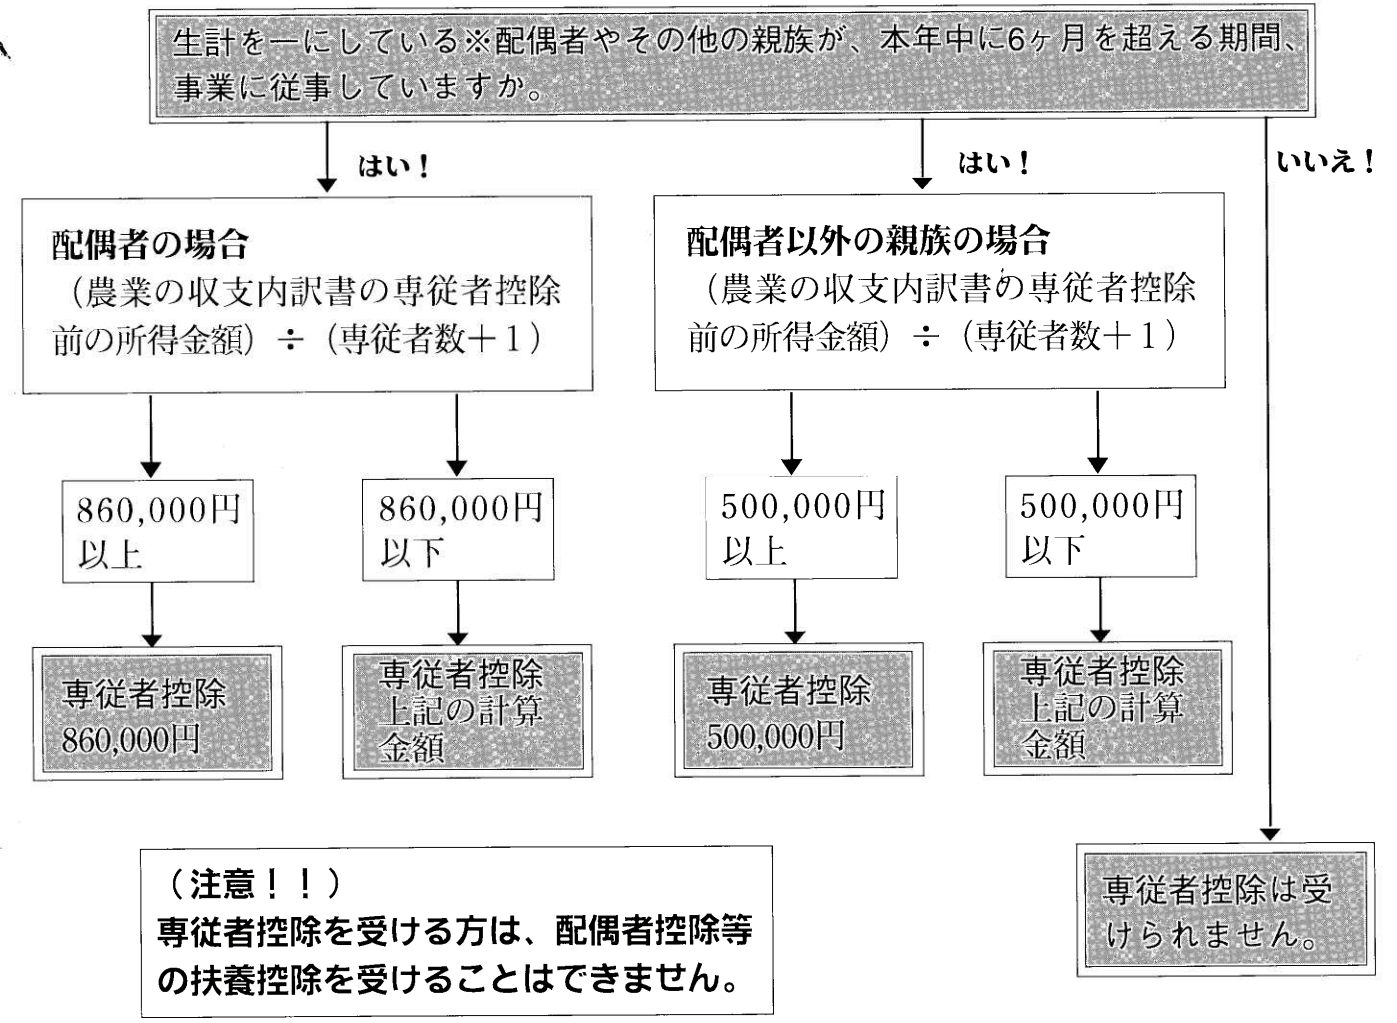 生計を一にしている※配偶者やその他の親族が、本年中に6ヶ月を超える期間、
事業に従事していますか。
はい！
はい！
いいえ！
配偶者の場合
（農業の収支内訳書の専従者控除
前の所得金額）÷（専従者数＋１）
配偶者以外の親族の場合
（農業の収支内訳書の専従者控除
前の所得金額）÷（専従者数＋１）
860,000円
以上
860,000円
以下
500,000円
以上
500,000円
以下
専従者控除
860,000円
専従者控除
上記の計算
金額
専従者控除
500,000円
専従者控除
上記の計算
金額
専従者控除は受
けられません。
（注意！！）
専従者控除を受ける方は、配偶者控除等
の扶養控除を受けることはできません。